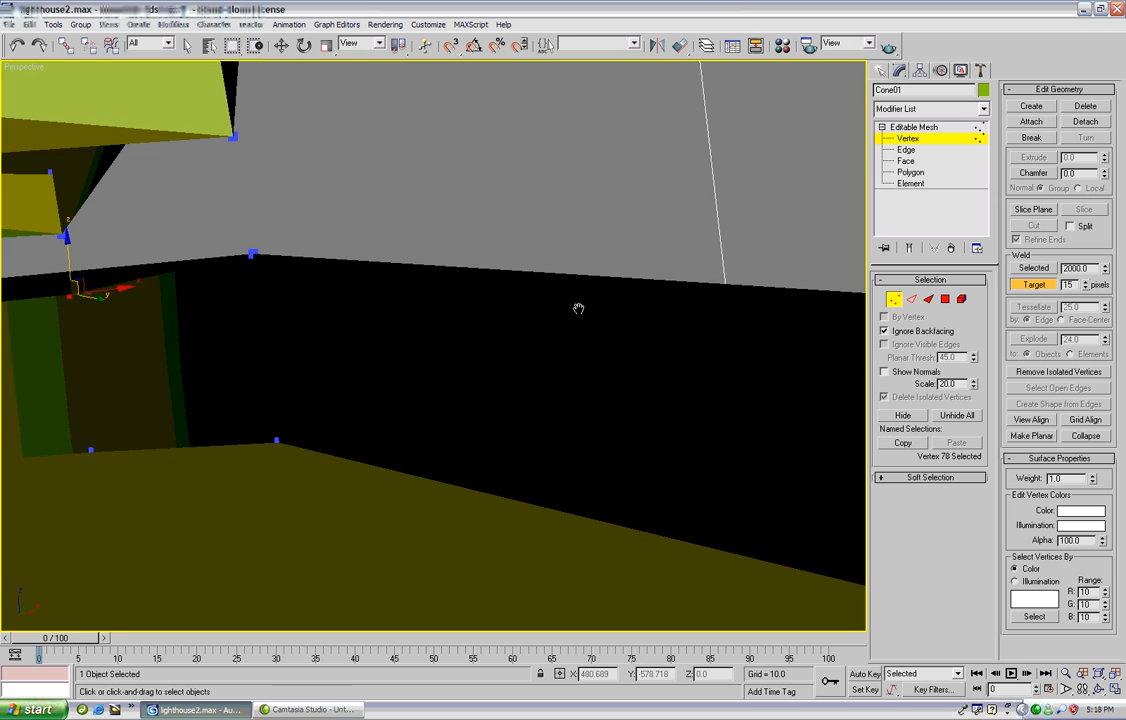 lighthouse2.max -
Tools Group Views Create Modifiers Character reactor Animation Graph Editors Rendering Customize MAXScript Help
All
View
View
Perspective
z
x
y
z
x
Cone01
Modifier List
Editable Mesh
Vertex
Edge
Face
Polygon
Element
- Selection
By Vertex
Ignore Backfacing
Ignore Visible Edges
Planar Thresh: 45.0
Show Normals
Scale: 20.0
Delete Isolated Vertices
Hide Unhide All
Named Selections:
Copy Paste
Vertex 78 Selected
+ Soft Selection
- Edit Geometry
Create Delete
Attach Detach
Break Turn
Extrude 0.0
Chamfer 0.0
Normal: Group Local
Slice Plane Slice
Cut Split
Refine Ends
Weld
Selected 2000.0
Target 15 pixels
Tessellate 25.0
by: Edge Face-Center
Explode 24.0
to: Objects Elements
Remove Isolated Vertices
Select Open Edges
Create Shape from Edges
View Align Grid Align
Make Planar Collapse
- Surface Properties
Weight: 1.0
Edit Vertex Colors
Color:
Illumination:
Alpha: 100.0
Select Vertices By
Color
Illumination Range:
R: 10
G: 10
B: 10
Select
0 / 100
0 5 10 15 20 25 30 35 40 45 50 55 60 65 70 75 80 85 90 95 100
1 Object Selected X: 480.689 Y: -578.718 Z: 0.0 Grid = 10.0 Auto Key Selected
Click or click-and-drag to select objects Add Time Tag Set Key Key Filters... 0
start lighthouse2.max - Au... Camtasia Studio - Unt... 5:18 PM